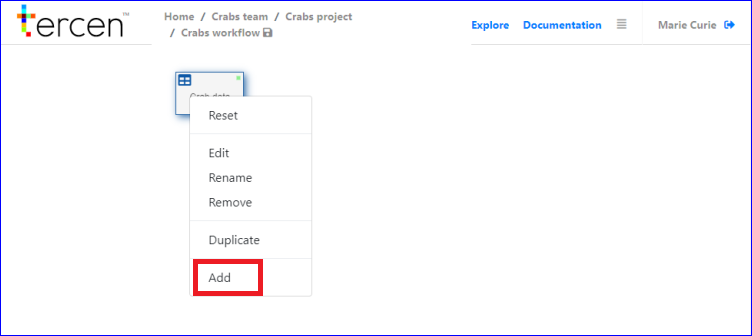 tercen™
Home / Crabs team / Crabs project
/ Crabs workflow
Explore Documentation Marie Curie
Crab data
Reset
Edit
Rename
Remove
Duplicate
Add